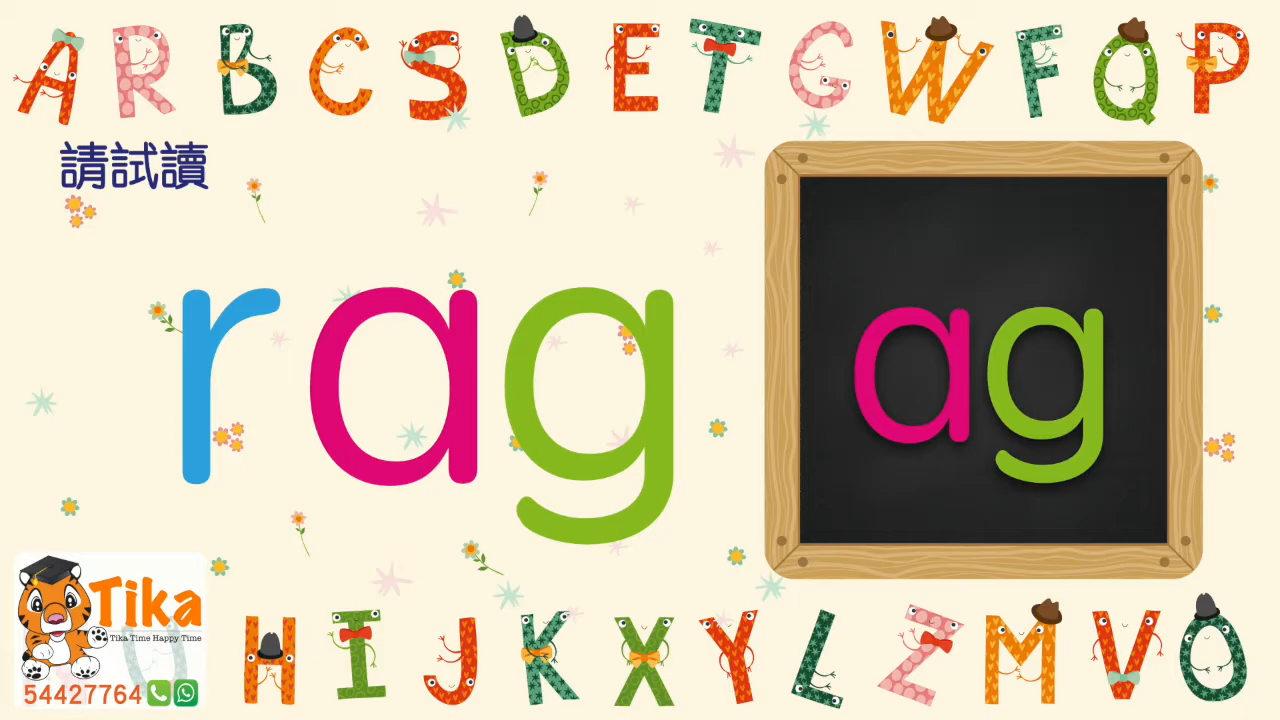 A R B C S D E T G W F Q P
請試讀
rag
ag
Tika
Tika Time Happy Time
54427764
U H I J K X Y L Z M V O